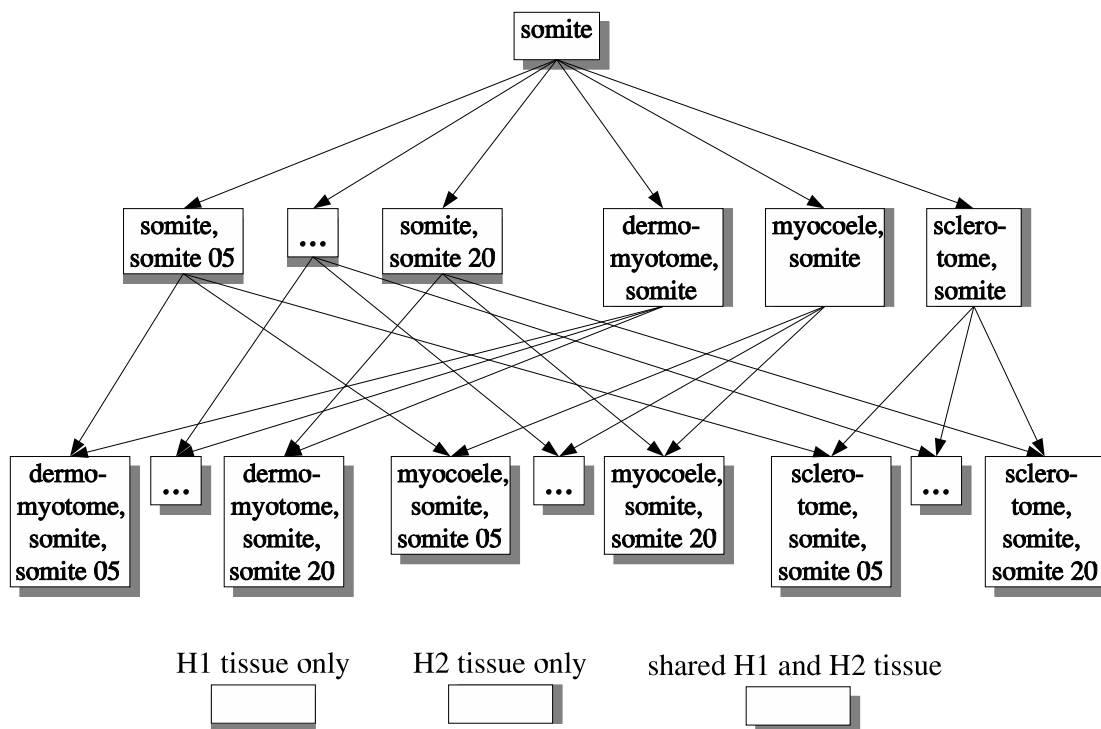 somite
somite,
somite 05
...
somite,
somite 20
dermo-
myotome,
somite
myocoele,
somite
sclero-
tome,
somite
dermo-
myotome,
somite,
somite 05
...
dermo-
myotome,
somite,
somite 20
myocoele,
somite,
somite 05
...
myocoele,
somite,
somite 20
sclero-
tome,
somite,
somite 05
...
sclero-
tome,
somite,
somite 20
H1 tissue only
H2 tissue only
shared H1 and H2 tissue